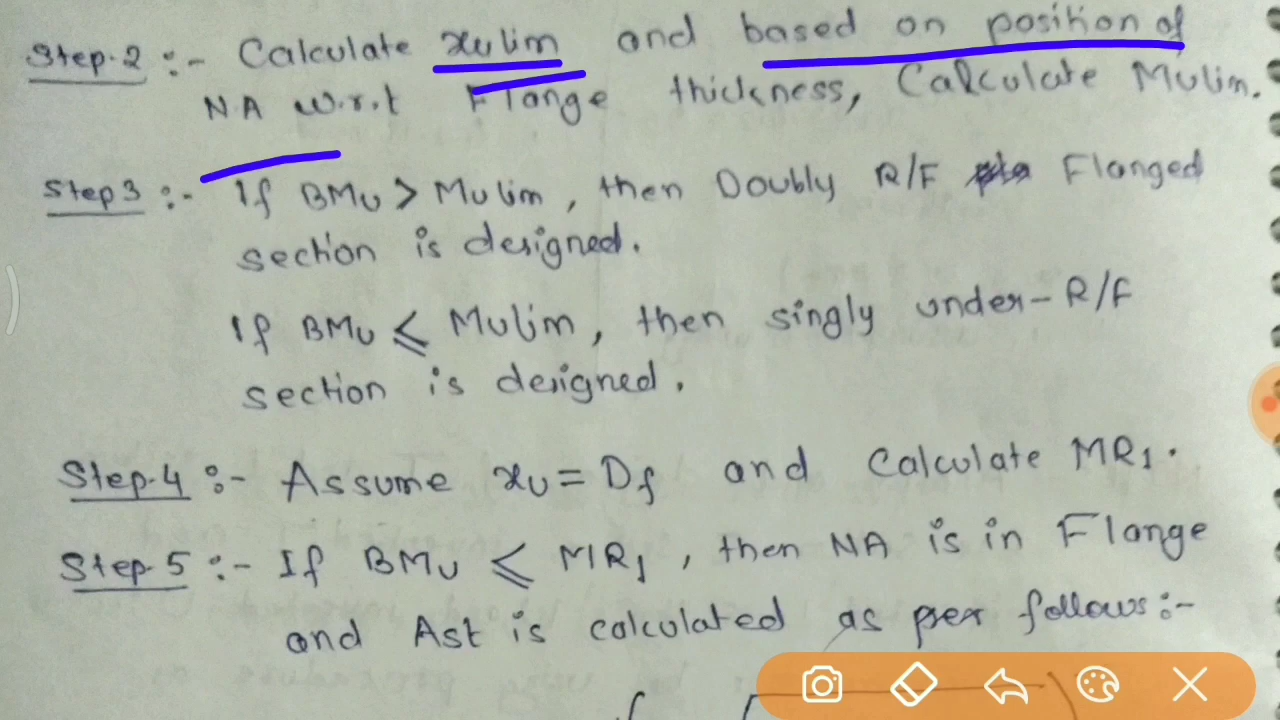 Step-2 :- Calculate xulim and based on position of
N.A w.r.t Flange thickness, Calculate Mulim.
Step 3 :- If BMu > Mulim, then Doubly R/F Flanged
section is designed.
If BMu ⩽ Mulim, then singly under-R/F
section is designed.
Step-4 :- Assume xu = Df and Calculate MR1.
Step-5 :- If BMu ⩽ MR1, then NA is in Flange
and Ast is calculated as per follows :-